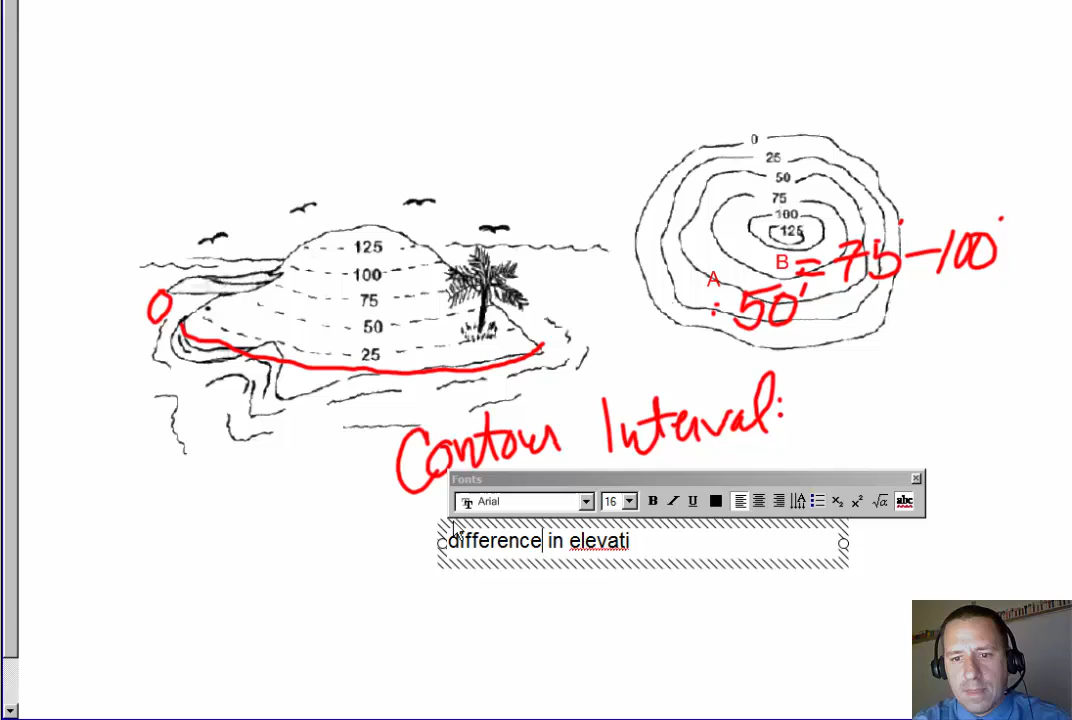 0
25
50
75
100
125
125
100
75
50
25
0
A
: 50'
B
= 75'-100'
Contour Interval:
Fonts
Arial
16
B I U
abc
difference in elevati